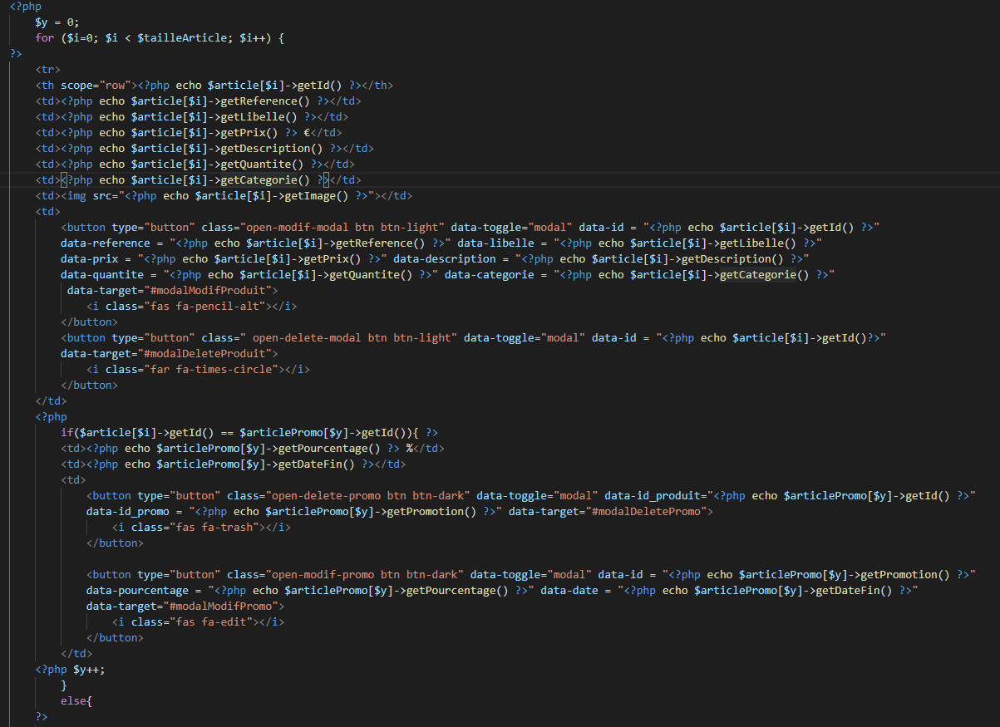 <?php
$y = 0;
for ($i=0; $i < $tailleArticle; $i++) {
?>
<tr>
<th scope="row"><?php echo $article[$i]->getId() ?></th>
<td><?php echo $article[$i]->getReference() ?></td>
<td><?php echo $article[$i]->getLibelle() ?></td>
<td><?php echo $article[$i]->getPrix() ?> €</td>
<td><?php echo $article[$i]->getDescription() ?></td>
<td><?php echo $article[$i]->getQuantite() ?></td>
<td><?php echo $article[$i]->getCategorie() ?></td>
<td><img src="<?php echo $article[$i]->getImage() ?>"></td>
<td>
<button type="button" class="open-modif-modal btn btn-light" data-toggle="modal" data-id = "<?php echo $article[$i]->getId() ?>"
data-reference = "<?php echo $article[$i]->getReference() ?>" data-libelle = "<?php echo $article[$i]->getLibelle() ?>"
data-prix = "<?php echo $article[$i]->getPrix() ?>" data-description = "<?php echo $article[$i]->getDescription() ?>"
data-quantite = "<?php echo $article[$i]->getQuantite() ?>" data-categorie = "<?php echo $article[$i]->getCategorie() ?>"
data-target="#modalModifProduit">
<i class="fas fa-pencil-alt"></i>
</button>
<button type="button" class=" open-delete-modal btn btn-light" data-toggle="modal" data-id = "<?php echo $article[$i]->getId()?>"
data-target="#modalDeleteProduit">
<i class="far fa-times-circle"></i>
</button>
</td>
<?php
if($article[$i]->getId() == $articlePromo[$y]->getId()){ ?>
<td><?php echo $articlePromo[$y]->getPourcentage() ?> %</td>
<td><?php echo $articlePromo[$y]->getDateFin() ?></td>
<td>
<button type="button" class="open-delete-promo btn btn-dark" data-toggle="modal" data-id_produit="<?php echo $articlePromo[$y]->getId() ?>"
data-id_promo = "<?php echo $articlePromo[$y]->getPromotion() ?>" data-target="#modalDeletePromo">
<i class="fas fa-trash"></i>
</button>
<button type="button" class="open-modif-promo btn btn-dark" data-toggle="modal" data-id = "<?php echo $articlePromo[$y]->getPromotion() ?>"
data-pourcentage = "<?php echo $articlePromo[$y]->getPourcentage() ?>" data-date = "<?php echo $articlePromo[$y]->getDateFin() ?>"
data-target="#modalModifPromo">
<i class="fas fa-edit"></i>
</button>
</td>
<?php $y++;
}
else{
?>